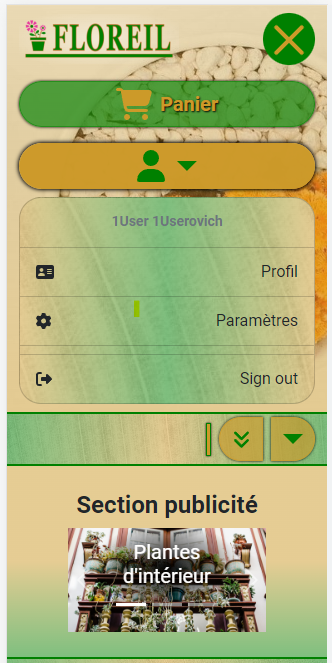 FLOREIL
Panier
1User 1Userovich
Profil
Paramètres
Sign out
Section publicité
Plantes
d'intérieur